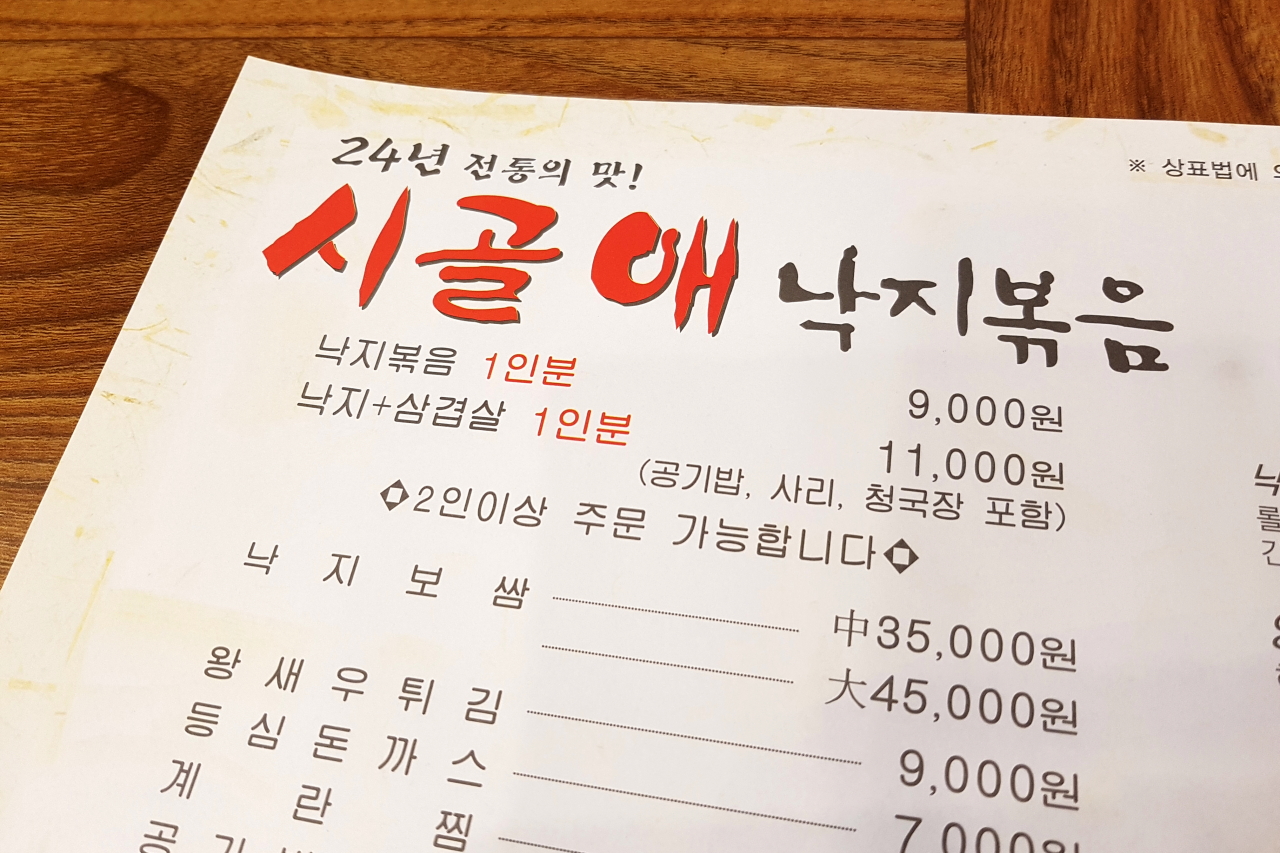 24년 전통의 맛!
※ 상표법에
시골애 낙지볶음
낙지볶음 1인분 9,000원
낙지+삼겹살 1인분 11,000원
(공기밥, 사리, 청국장 포함)
◇2인이상 주문 가능합니다◇
낙지보쌈 中35,000원
大45,000원
왕새우튀김 9,000원
등심돈까스 7,000원
계란찜